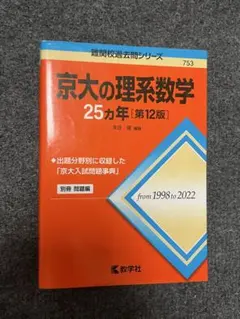 難関校過去問シリーズ
753
京大の理系数学
25カ年[第12版]
編著
◆出題分野別に収録した
「京大入試問題事典」
別冊 問題編
from 1998 to 2022
教学社